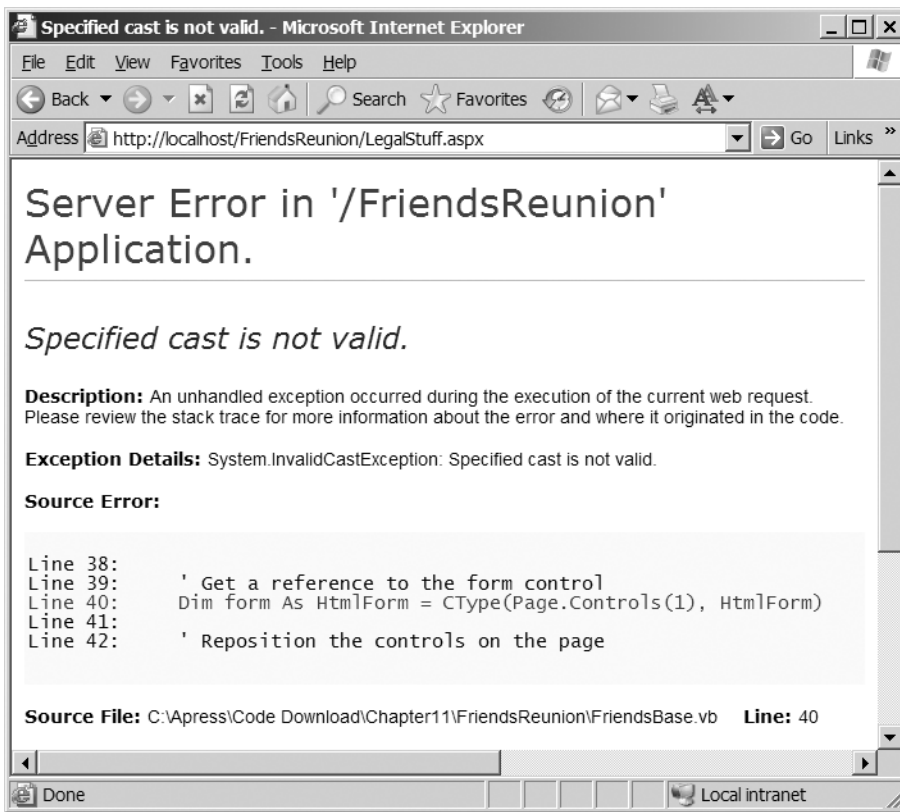 Specified cast is not valid. - Microsoft Internet Explorer
File Edit View Favorites Tools Help
Back Search Favorites
Address http://localhost/FriendsReunion/LegalStuff.aspx Go Links »
Server Error in '/FriendsReunion'
Application.
Specified cast is not valid.
Description: An unhandled exception occurred during the execution of the current web request.
Please review the stack trace for more information about the error and where it originated in the code.
Exception Details: System.InvalidCastException: Specified cast is not valid.
Source Error:
Line 38:
Line 39:     ' Get a reference to the form control
Line 40:     Dim form As HtmlForm = CType(Page.Controls(1), HtmlForm)
Line 41:
Line 42:     ' Reposition the controls on the page
Source File: C:\Apress\Code Download\Chapter11\FriendsReunion\FriendsBase.vb Line: 40
Done Local intranet